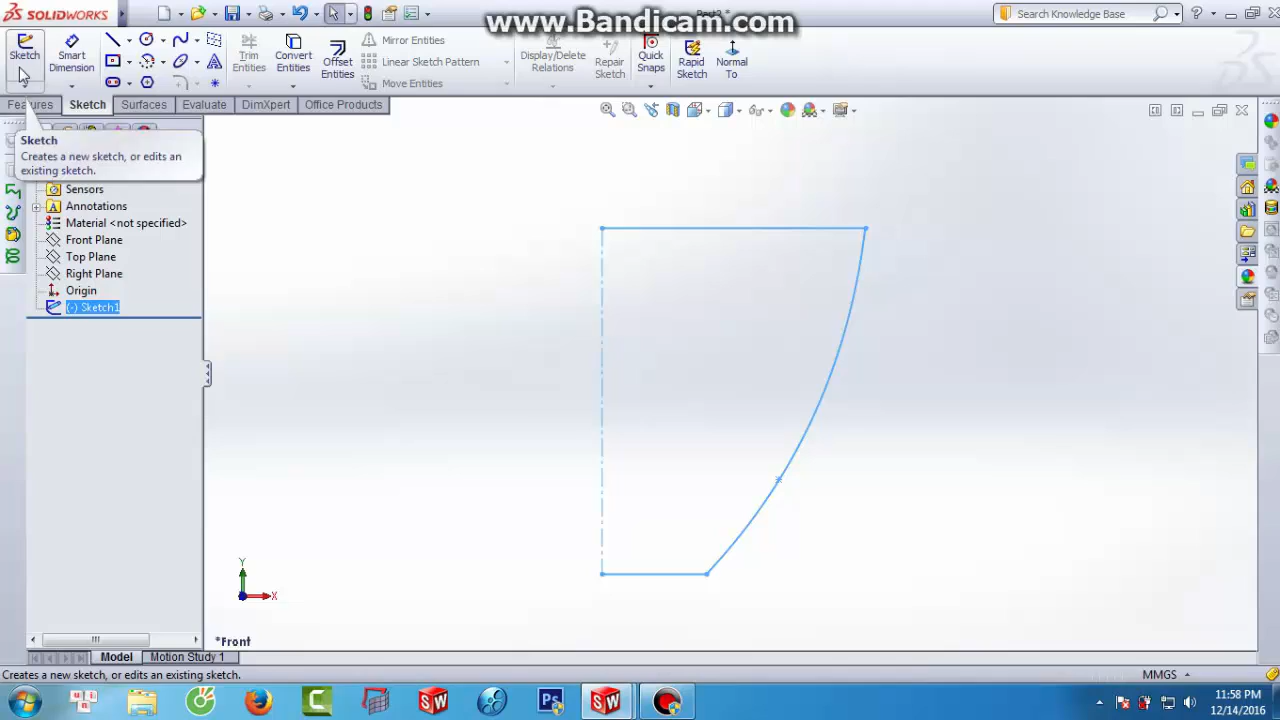 SOLIDWORKS
www.Bandicam.com
Search Knowledge Base
Sketch
Smart Dimension
Trim Entities
Convert Entities
Offset Entities
Mirror Entities
Linear Sketch Pattern
Move Entities
Display/Delete Relations
Repair Sketch
Quick Snaps
Rapid Sketch
Normal To
Features
Sketch
Surfaces
Evaluate
DimXpert
Office Products
Sketch
Creates a new sketch, or edits an
existing sketch.
Sensors
Annotations
Material <not specified>
Front Plane
Top Plane
Right Plane
Origin
(-) Sketch1
Y
X
*Front
Model
Motion Study 1
Creates a new sketch, or edits an existing sketch.
MMGS
11:58 PM
12/14/2016